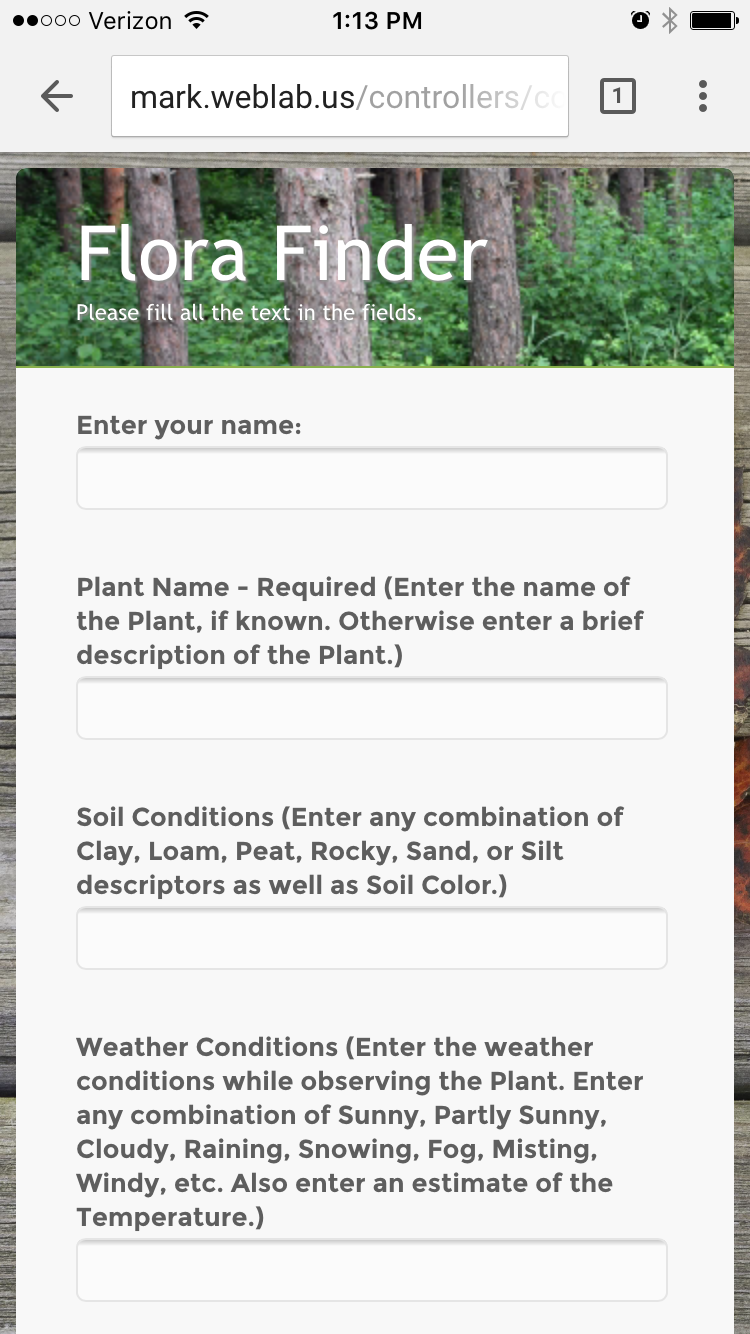 Verizon 1:13 PM
mark.weblab.us/controllers/co
1
Flora Finder
Please fill all the text in the fields.
Enter your name:
Plant Name - Required (Enter the name of
the Plant, if known. Otherwise enter a brief
description of the Plant.)
Soil Conditions (Enter any combination of
Clay, Loam, Peat, Rocky, Sand, or Silt
descriptors as well as Soil Color.)
Weather Conditions (Enter the weather
conditions while observing the Plant. Enter
any combination of Sunny, Partly Sunny,
Cloudy, Raining, Snowing, Fog, Misting,
Windy, etc. Also enter an estimate of the
Temperature.)